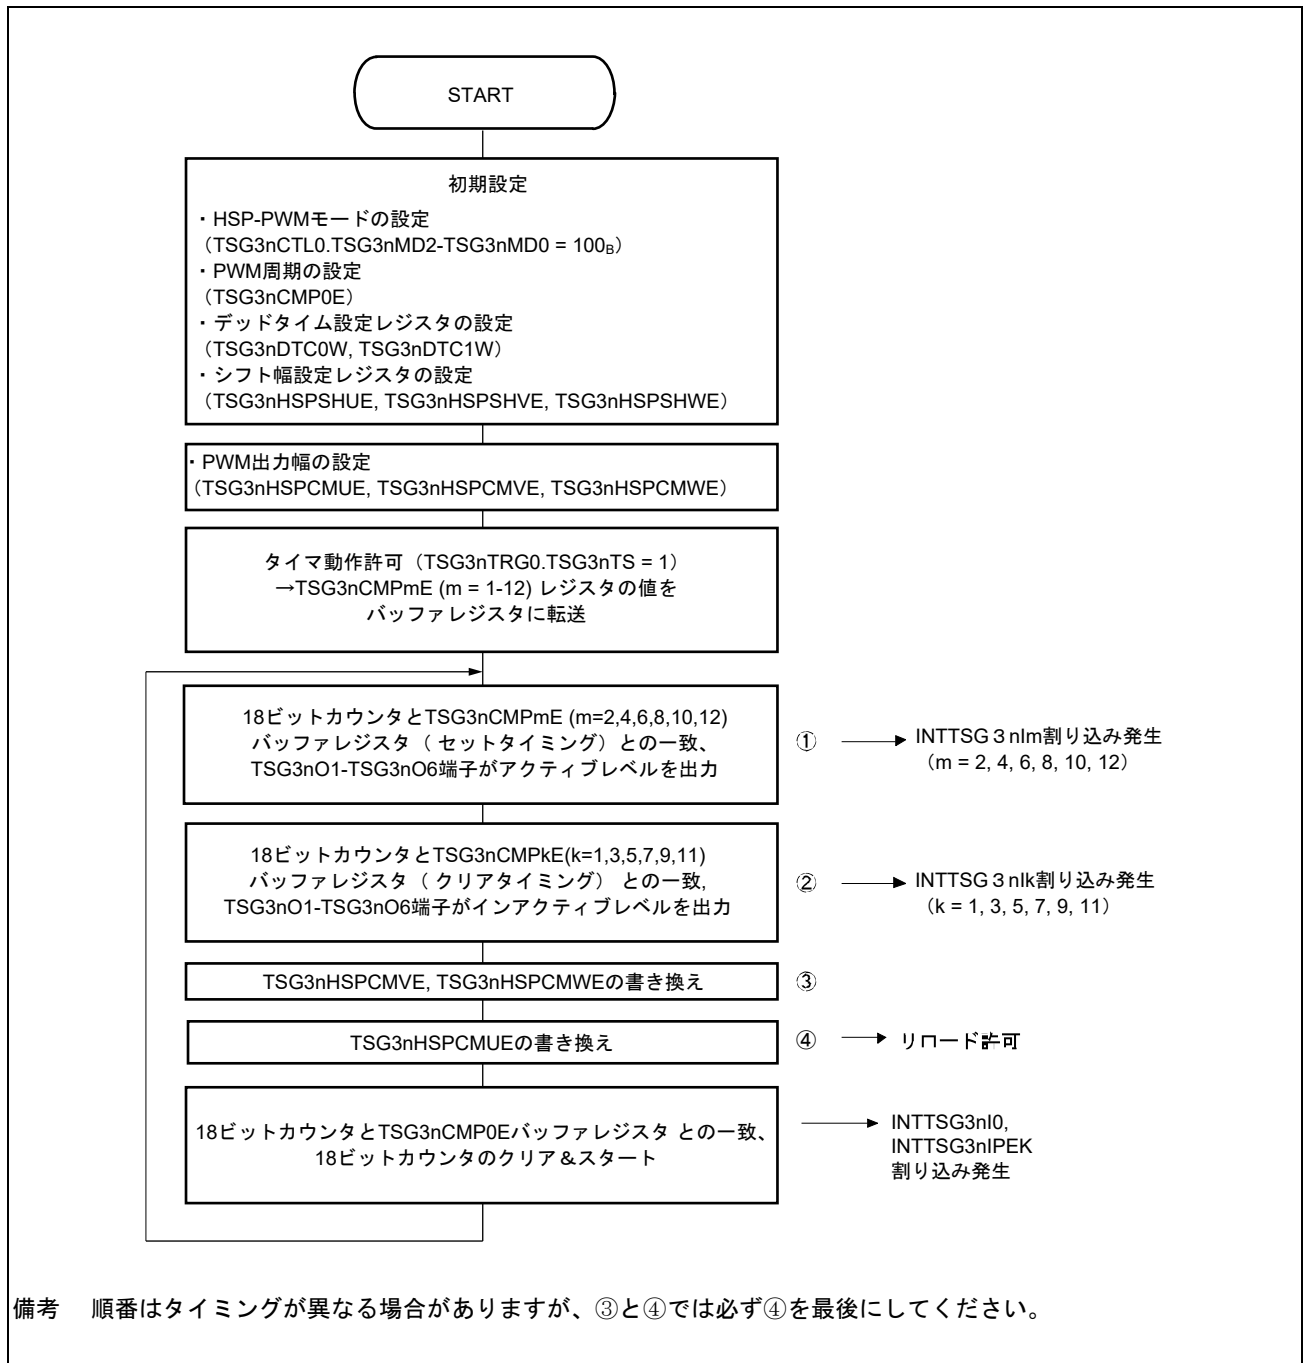 START
初期設定
・HSP-PWMモードの設定
（TSG3nCTL0.TSG3nMD2-TSG3nMD0 = 100B）
・PWM周期の設定
（TSG3nCMP0E）
・デッドタイム設定レジスタの設定
（TSG3nDTC0W, TSG3nDTC1W）
・シフト幅設定レジスタの設定
（TSG3nHSPSHUE, TSG3nHSPSHVE, TSG3nHSPSHWE）
・PWM出力幅の設定
（TSG3nHSPCMUE, TSG3nHSPCMVE, TSG3nHSPCMWE）
タイマ動作許可（TSG3nTRG0.TSG3nTS = 1）
→TSG3nCMPmE (m = 1-12) レジスタの値を
バッファレジスタに転送
18ビットカウンタとTSG3nCMPmE (m=2,4,6,8,10,12)
バッファレジスタ（ セットタイミング）との一致、
TSG3nO1-TSG3nO6端子がアクティブレベルを出力
①
INTTSG３nIm割り込み発生
（m = 2, 4, 6, 8, 10, 12）
18ビットカウンタとTSG3nCMPkE(k=1,3,5,7,9,11)
バッファレジスタ（ クリアタイミング） との一致,
TSG3nO1-TSG3nO6端子がインアクティブレベルを出力
②
INTTSG３nIk割り込み発生
（k = 1, 3, 5, 7, 9, 11）
TSG3nHSPCMVE, TSG3nHSPCMWEの書き換え
③
TSG3nHSPCMUEの書き換え
④
リロード許可
18ビットカウンタとTSG3nCMP0Eバッファレジスタ との一致、
18ビットカウンタのクリア＆スタート
INTTSG3nI0,
INTTSG3nIPEK
割り込み発生
備考 順番はタイミングが異なる場合がありますが、③と④では必ず④を最後にしてください。